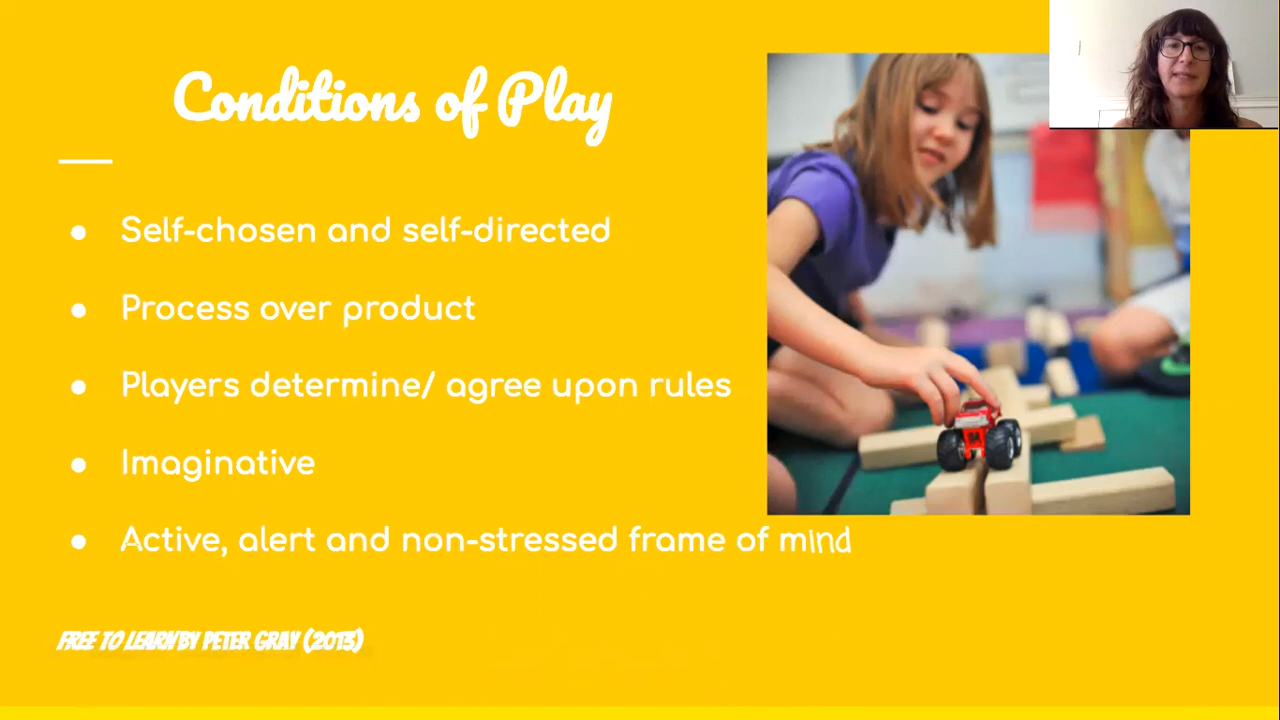 Conditions of Play
● Self-chosen and self-directed
● Process over product
● Players determine/ agree upon rules
● Imaginative
● Active, alert and non-stressed frame of mind
FREE TO LEARN BY PETER GRAY (2013)